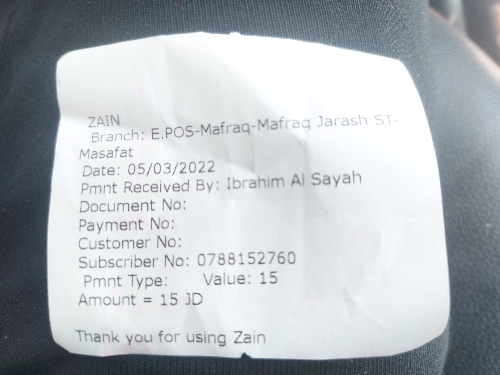 ZAIN
Branch: E.POS-Mafraq-Mafraq Jarash ST-
Masafat
Date: 05/03/2022
Pmnt Received By: Ibrahim Al Sayah
Document No:
Payment No:
Customer No:
Subscriber No: 0788152760
Pmnt Type: Value: 15
Amount = 15 JD
Thank you for using Zain